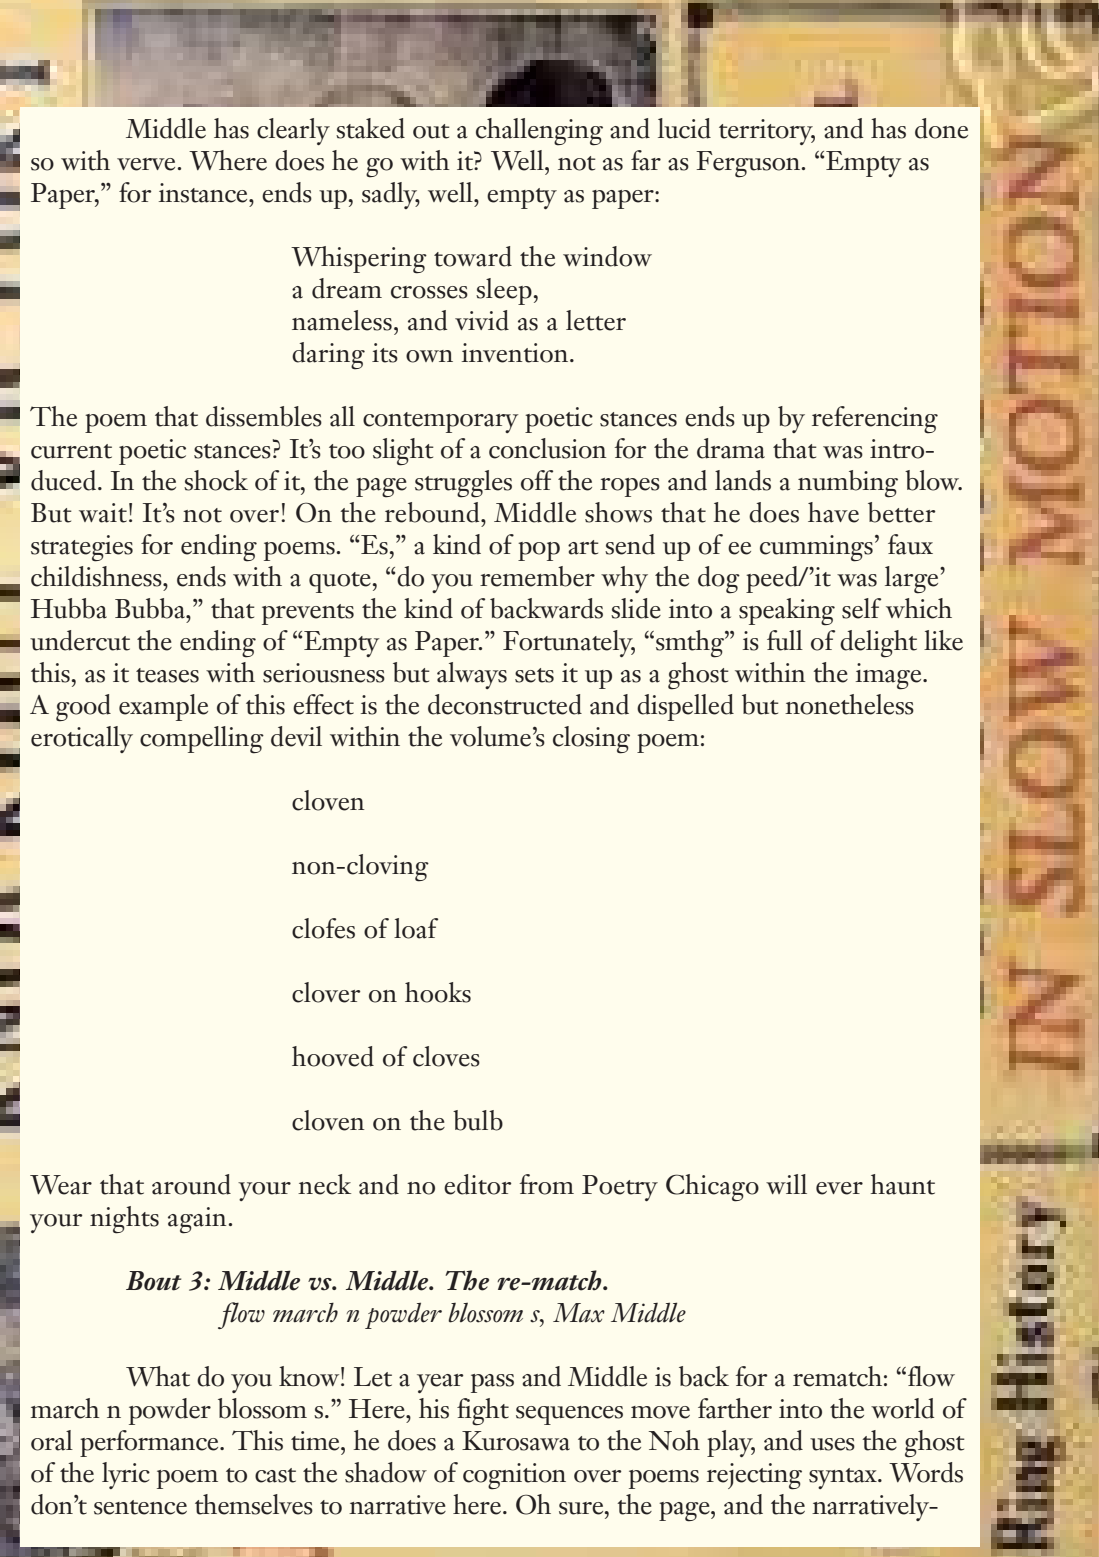 Middle has clearly staked out a challenging and lucid territory, and has done
so with verve. Where does he go with it? Well, not as far as Ferguson. “Empty as
Paper,” for instance, ends up, sadly, well, empty as paper:
Whispering toward the window
a dream crosses sleep,
nameless, and vivid as a letter
daring its own invention.
The poem that dissembles all contemporary poetic stances ends up by referencing
current poetic stances? It’s too slight of a conclusion for the drama that was intro-
duced. In the shock of it, the page struggles off the ropes and lands a numbing blow.
But wait! It’s not over! On the rebound, Middle shows that he does have better
strategies for ending poems. “Es,” a kind of pop art send up of ee cummings’ faux
childishness, ends with a quote, “do you remember why the dog peed/’it was large’
Hubba Bubba,” that prevents the kind of backwards slide into a speaking self which
undercut the ending of “Empty as Paper.” Fortunately, “smthg” is full of delight like
this, as it teases with seriousness but always sets it up as a ghost within the image.
A good example of this effect is the deconstructed and dispelled but nonetheless
erotically compelling devil within the volume’s closing poem:
cloven
non-cloving
clofes of loaf
clover on hooks
hooved of cloves
cloven on the bulb
Wear that around your neck and no editor from Poetry Chicago will ever haunt
your nights again.
Bout 3: Middle vs. Middle. The re-match.
flow march n powder blossom s, Max Middle
What do you know! Let a year pass and Middle is back for a rematch: “flow
march n powder blossom s.” Here, his fight sequences move farther into the world of
oral performance. This time, he does a Kurosawa to the Noh play, and uses the ghost
of the lyric poem to cast the shadow of cognition over poems rejecting syntax. Words
don’t sentence themselves to narrative here. Oh sure, the page, and the narratively-
IN SLOW MOTION
Ring History